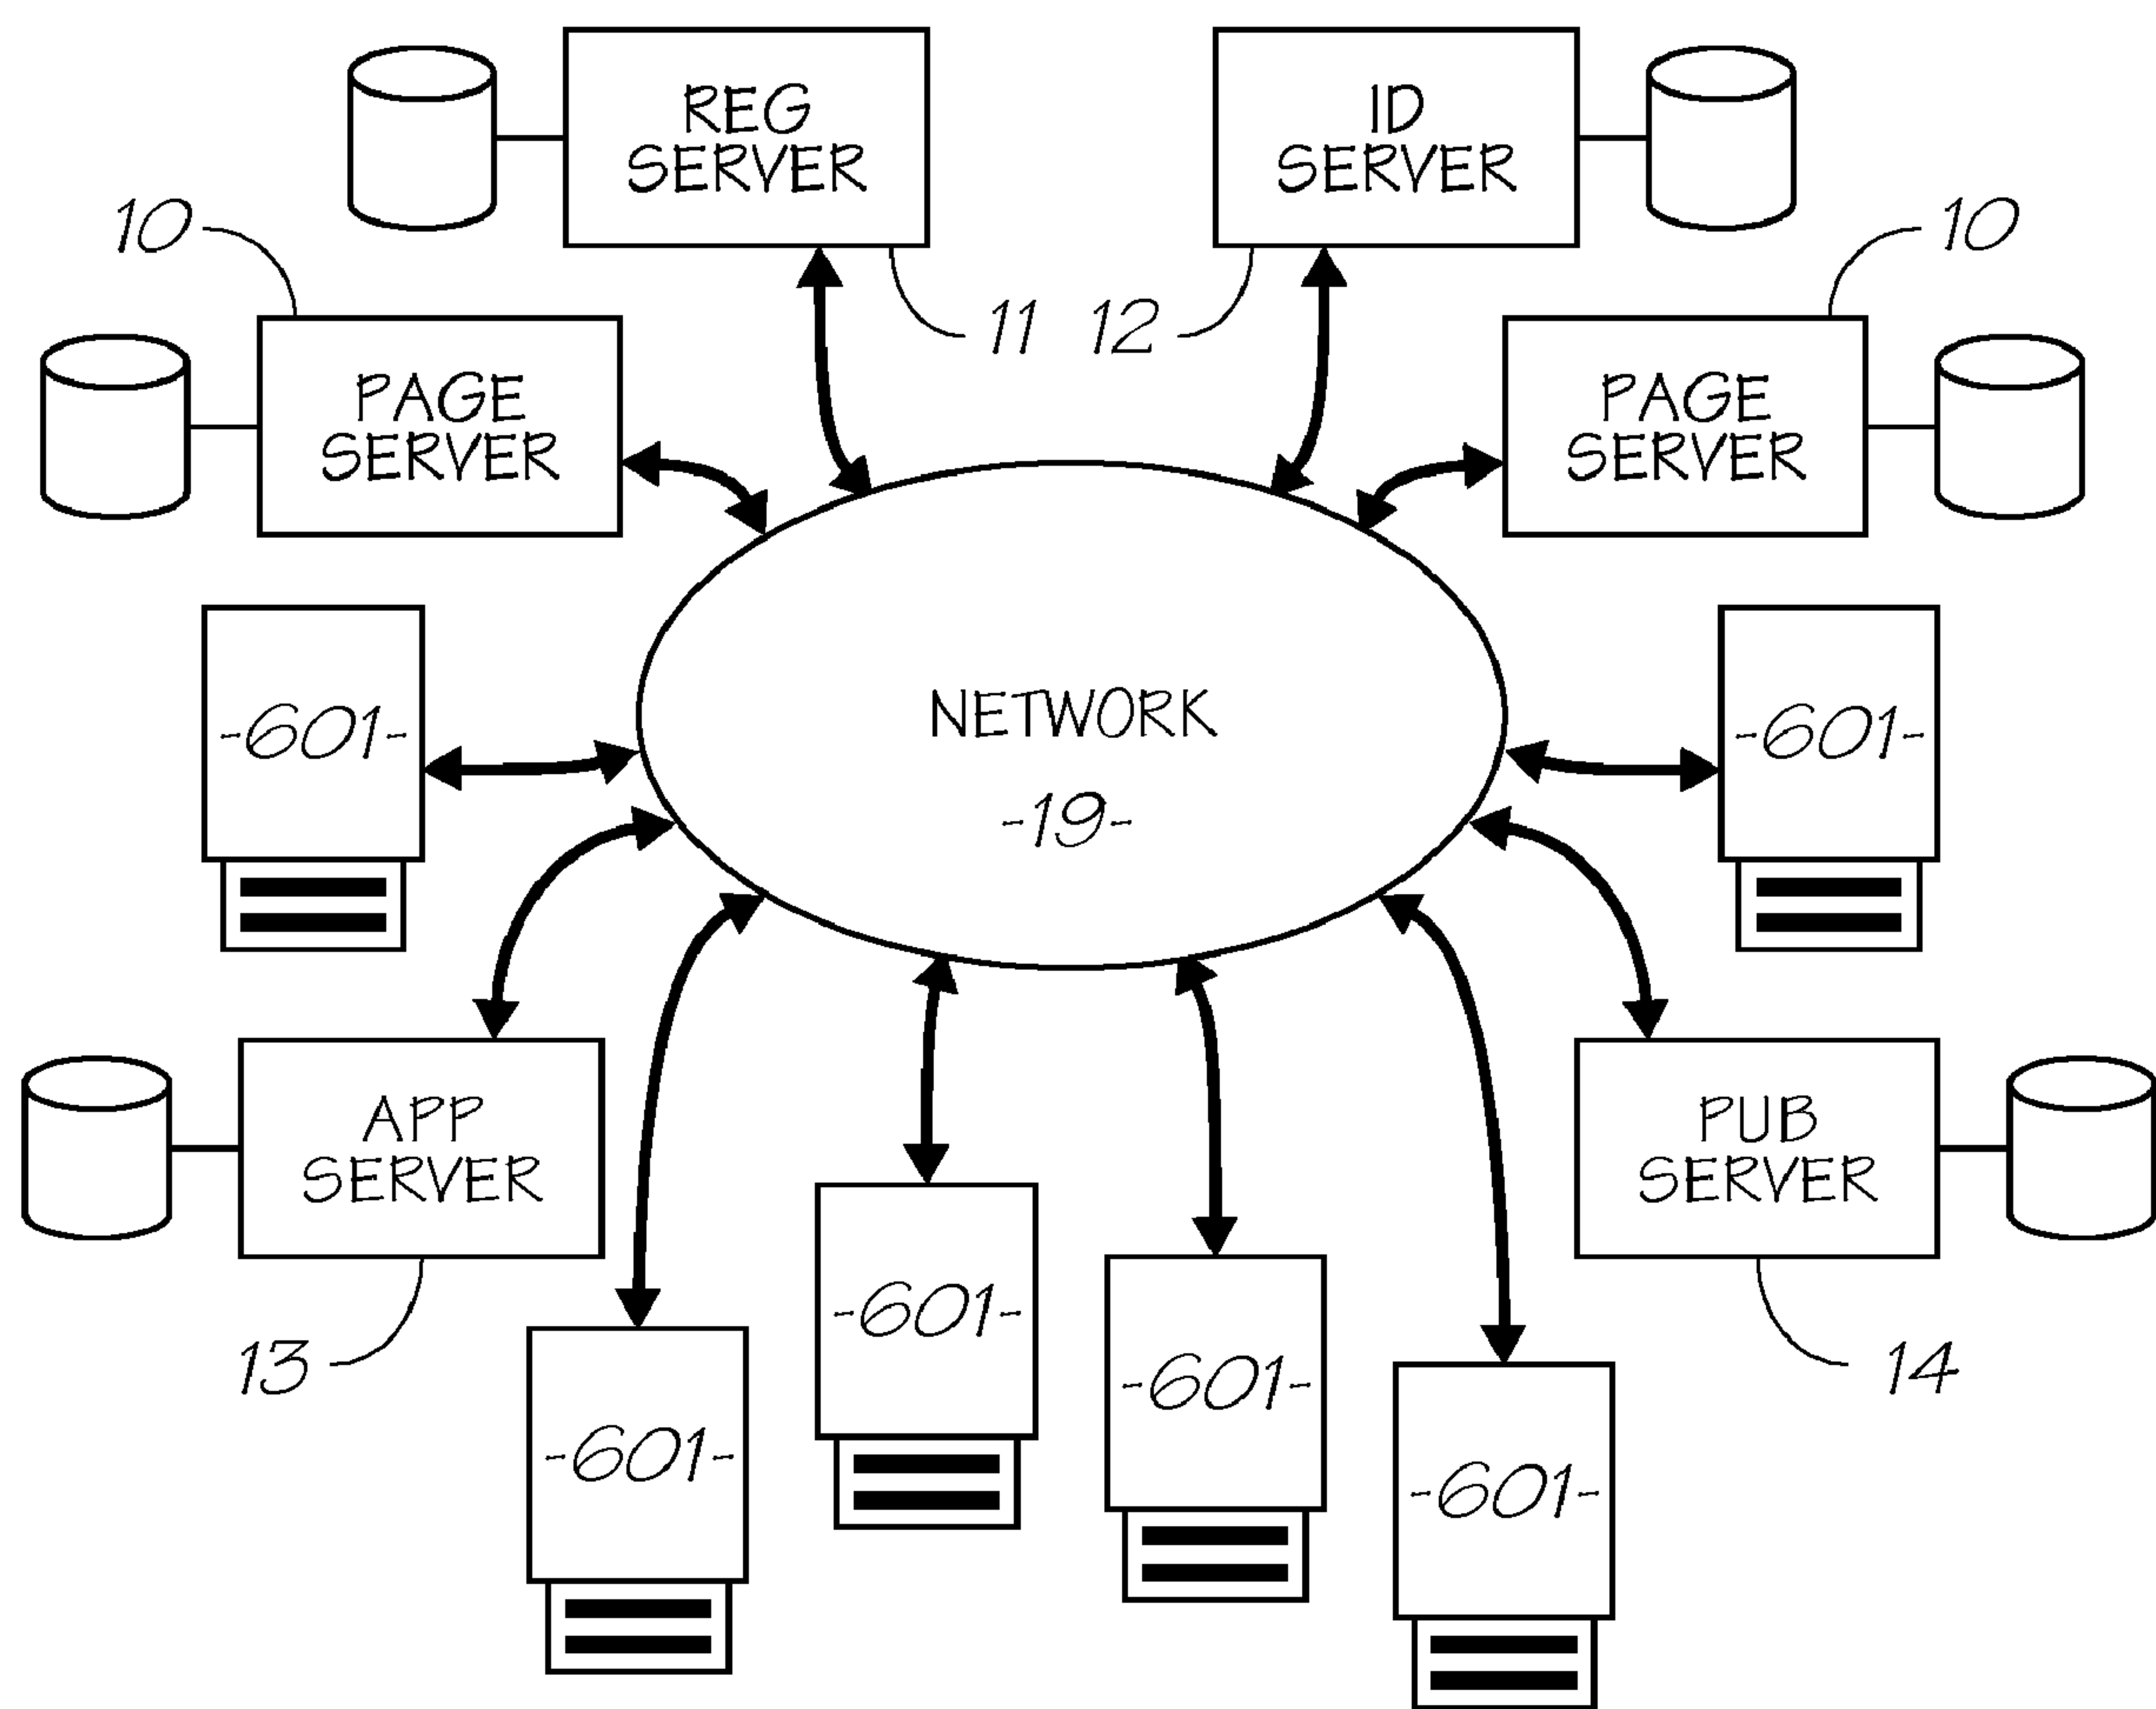 REG
SERVER
ID
SERVER
10
10
11
12
PAGE
SERVER
PAGE
SERVER
-601-
NETWORK
-19-
-601-
APP
SERVER
PUB
SERVER
13
-601-
-601-
-601-
-601-
14